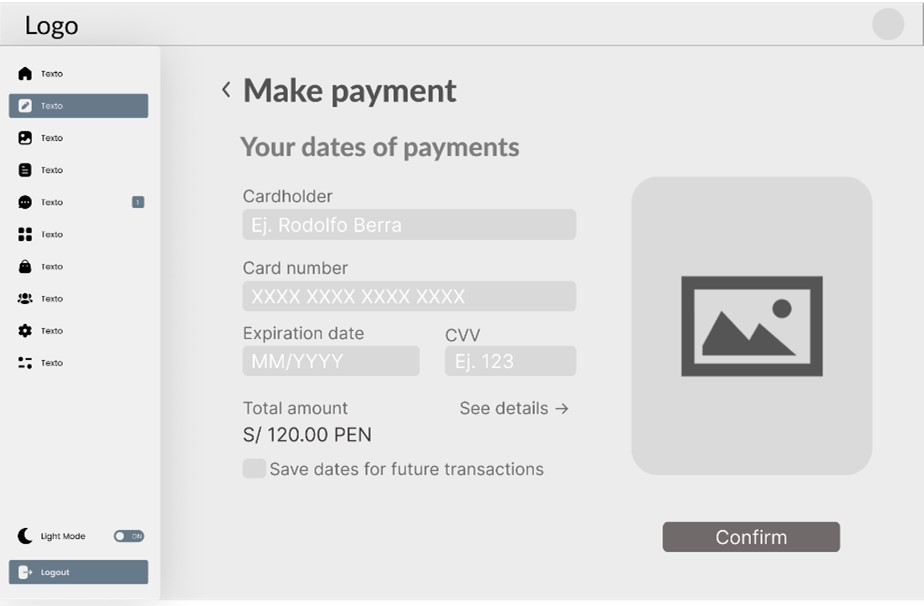 Logo
Texto
Texto
Texto
Texto
Texto 1
Texto
Texto
Texto
Texto
Texto
Light Mode ON
Logout
Make payment
Your dates of payments
Cardholder
Ej. Rodolfo Berra
Card number
XXXX XXXX XXXX XXXX
Expiration date CVV
MM/YYYY Ej. 123
Total amount See details →
S/ 120.00 PEN
Save dates for future transactions
Confirm